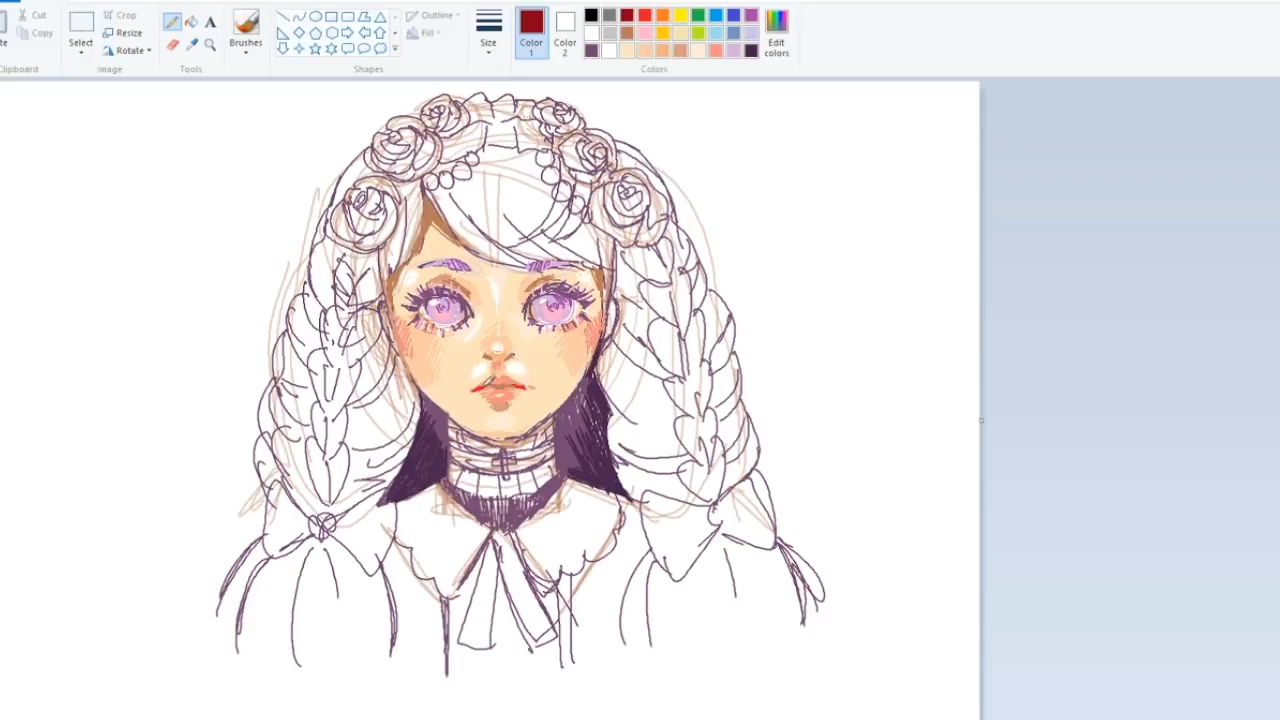 Cut
Copy
Clipboard
Select
Crop
Resize
Rotate
Image
A
Tools
Brushes
Outline
Fill
Shapes
Size
Color 1
Color 2
Edit colors
Colors